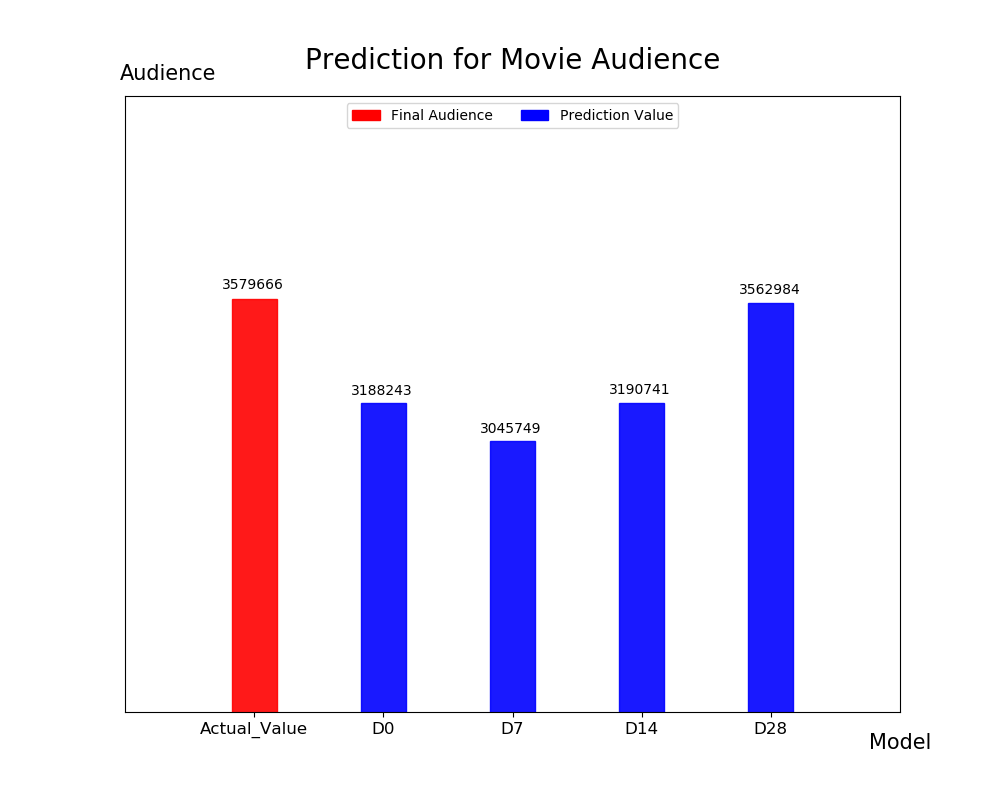 Prediction for Movie Audience
Audience
Final Audience
Prediction Value
3579666
3188243
3045749
3190741
3562984
Actual_Value
D0
D7
D14
D28
Model